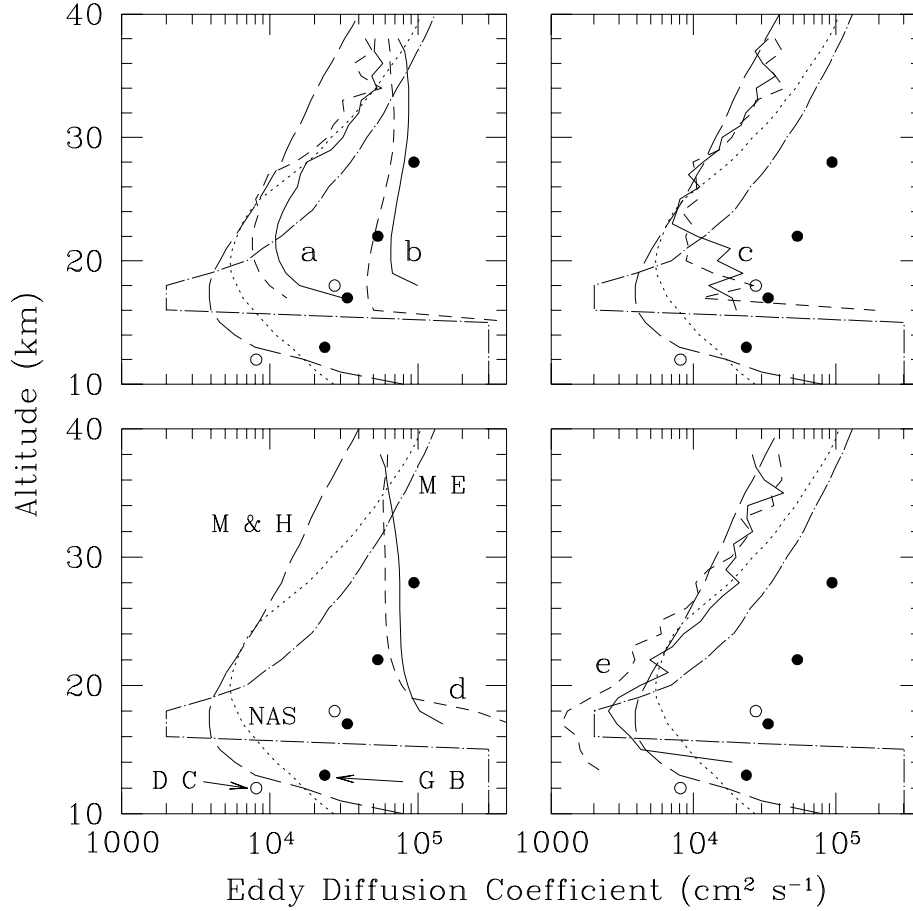 40
30
20
10
a
b
c
Altitude (km)
40
30
20
10
M E
M & H
d
NAS
D C
G B
e
1000
10⁴
10⁵
1000
10⁴
10⁵
Eddy Diffusion Coefficient (cm² s⁻¹)